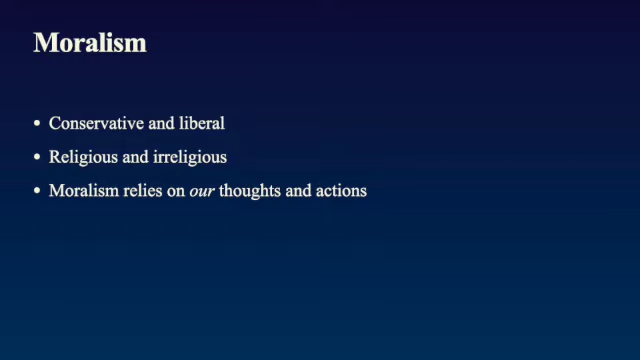 Moralism
• Conservative and liberal
• Religious and irreligious
• Moralism relies on our thoughts and actions